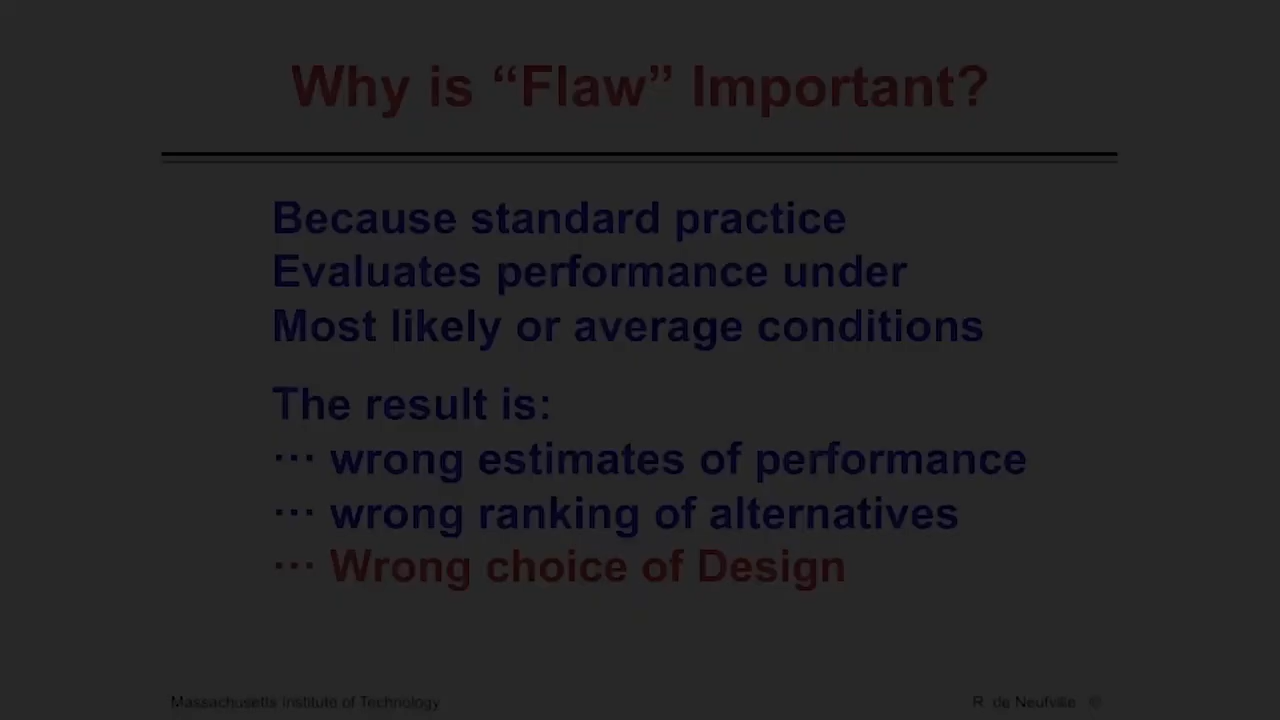 Why is “Flaw” Important?
Because standard practice
Evaluates performance under
Most likely or average conditions
The result is:
… wrong estimates of performance
… wrong ranking of alternatives
… Wrong choice of Design
Massachusetts Institute of Technology
R. de Neufville ©